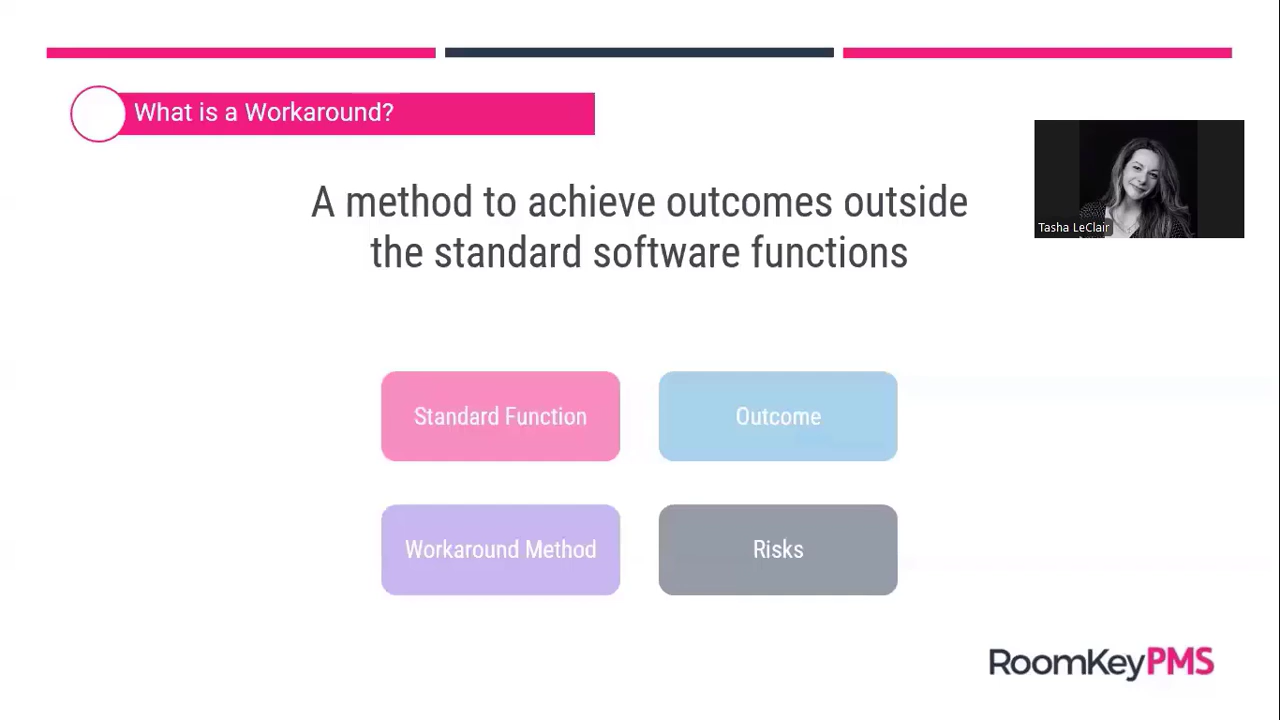 What is a Workaround?
A method to achieve outcomes outside
the standard software functions
Tasha LeClair
Standard Function
Outcome
Workaround Method
Risks
RoomKeyPMS